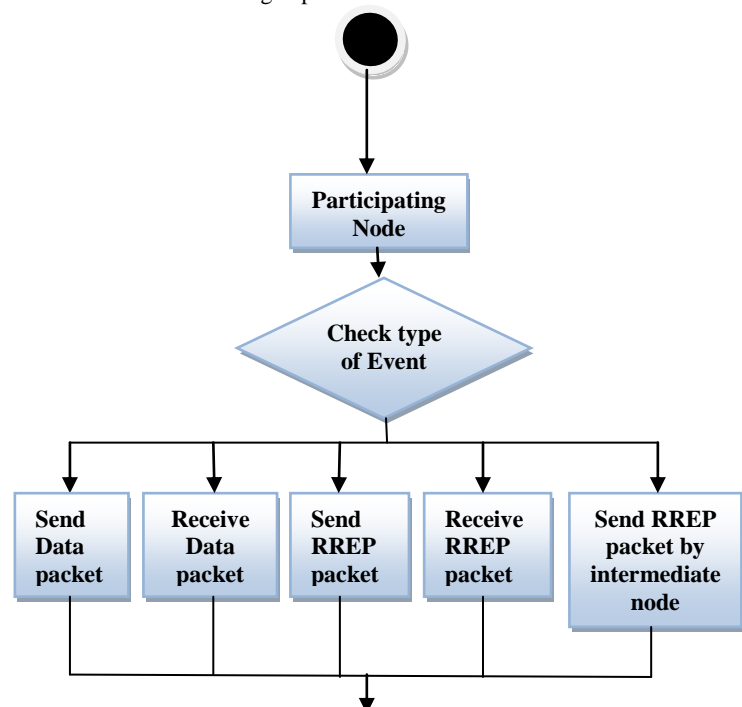 Participating
Node
Check type
of Event
Send
Data
packet
Receive
Data
packet
Send
RREP
packet
Receive
RREP
packet
Send RREP
packet by
intermediate
node